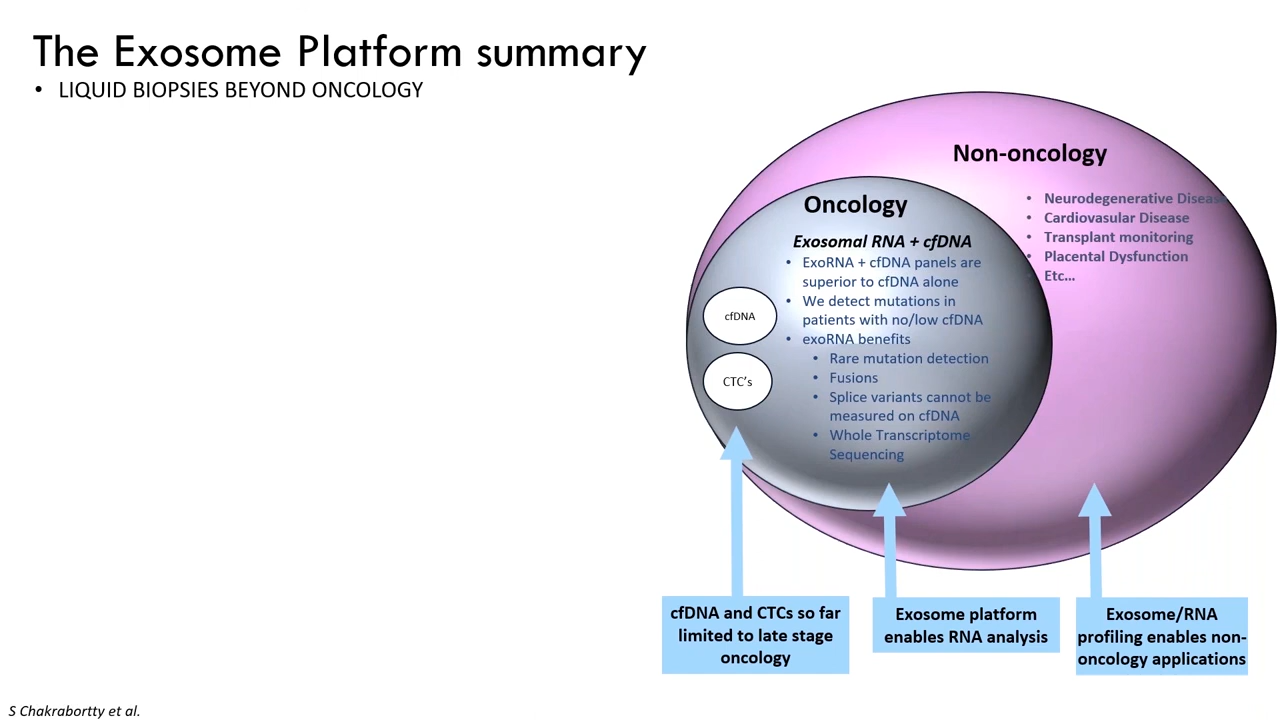 The Exosome Platform summary
• LIQUID BIOPSIES BEYOND ONCOLOGY
Non-oncology
• Neurodegenerative Disease
• Cardiovasular Disease
• Transplant monitoring
• Placental Dysfunction
• Etc...
Oncology
Exosomal RNA + cfDNA
• ExoRNA + cfDNA panels are
superior to cfDNA alone
• We detect mutations in
patients with no/low cfDNA
• exoRNA benefits
• Rare mutation detection
• Fusions
• Splice variants cannot be
measured on cfDNA
• Whole Transcriptome
Sequencing
cfDNA
CTC's
cfDNA and CTCs so far
limited to late stage
oncology
Exosome platform
enables RNA analysis
Exosome/RNA
profiling enables non-
oncology applications
S Chakrabortty et al.